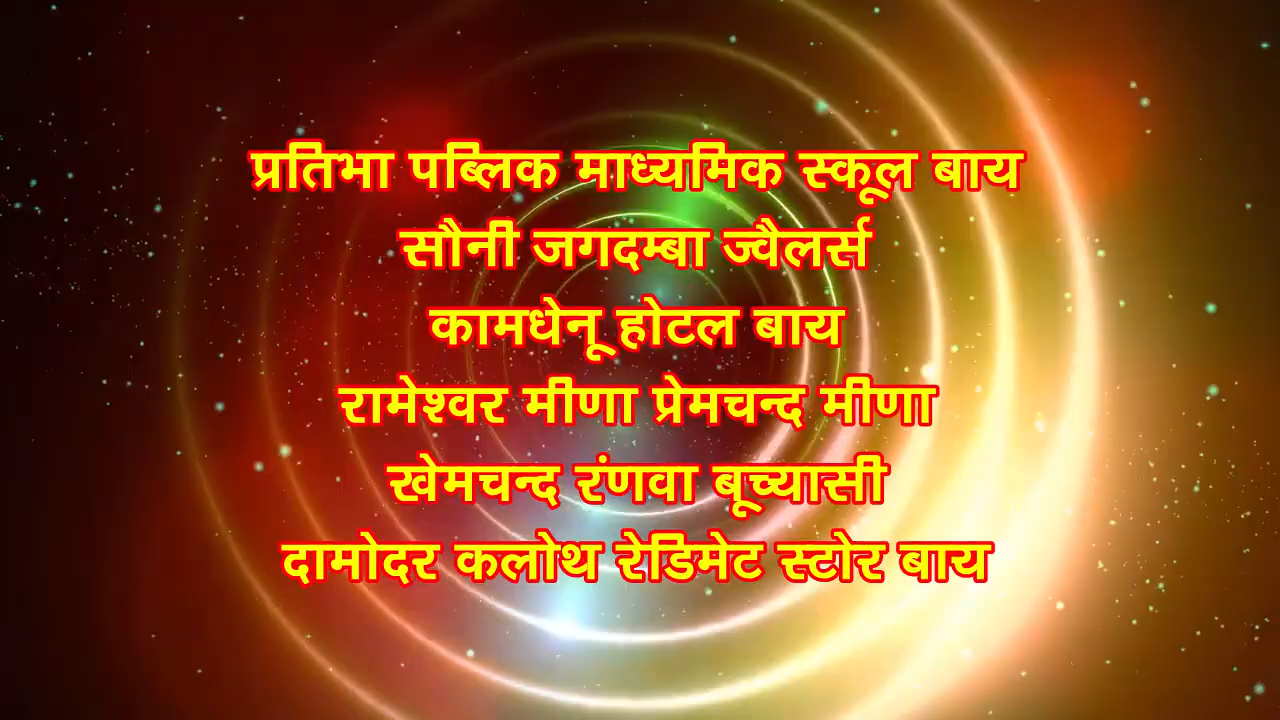 प्रतिभा पब्लिक माध्यमिक स्कूल बाय
सौनी जगदम्बा ज्वैलर्स
कामधेनू होटल बाय
रामेश्वर मीणा प्रेमचन्द मीणा
खेमचन्द रंणवा बूच्यासी
दामोदर कलोथ रेडिमेट स्टोर बाय